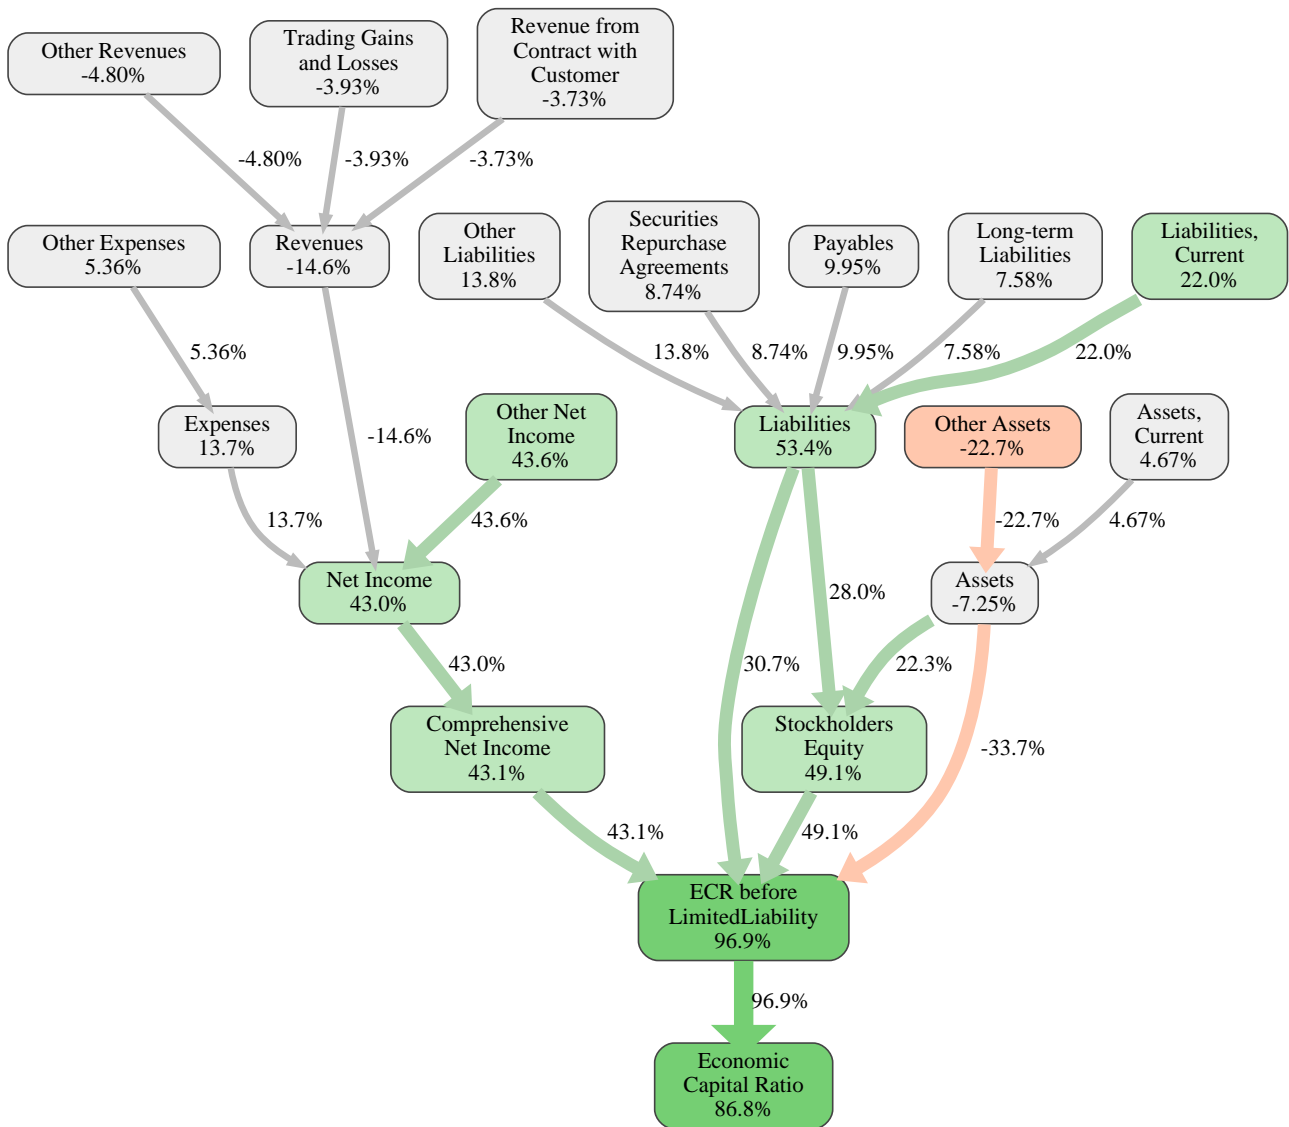 Other Revenues
-4.80%
Trading Gains
and Losses
-3.93%
Revenue from
Contract with
Customer
-3.73%
-4.80%
-3.93%
-3.73%
Other Expenses
5.36%
Revenues
-14.6%
Other
Liabilities
13.8%
Securities
Repurchase
Agreements
8.74%
Payables
9.95%
Long-term
Liabilities
7.58%
Liabilities,
Current
22.0%
5.36%
13.8%
8.74%
9.95%
7.58%
22.0%
Expenses
13.7%
-14.6%
Other Net
Income
43.6%
Liabilities
53.4%
Other Assets
-22.7%
Assets,
Current
4.67%
13.7%
43.6%
-22.7%
4.67%
Net Income
43.0%
28.0%
Assets
-7.25%
43.0%
30.7%
22.3%
Comprehensive
Net Income
43.1%
Stockholders
Equity
49.1%
-33.7%
43.1%
49.1%
ECR before
LimitedLiability
96.9%
96.9%
Economic
Capital Ratio
86.8%